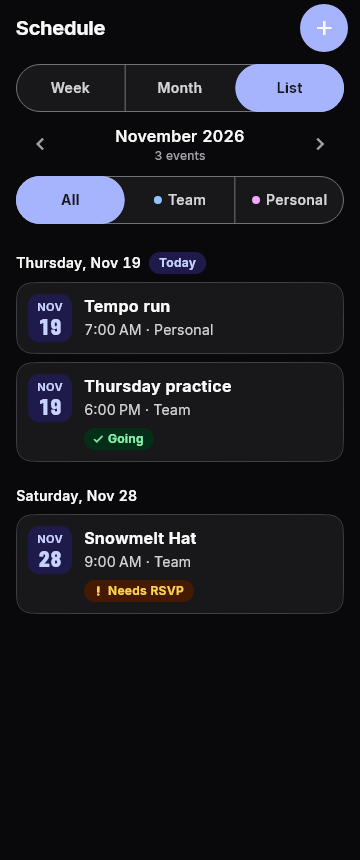 Schedule
Week Month List
November 2026
3 events
All Team Personal
Thursday, Nov 19 Today
NOV
19
Tempo run
7:00 AM · Personal
NOV
19
Thursday practice
6:00 PM · Team
Going
Saturday, Nov 28
NOV
28
Snowmelt Hat
9:00 AM · Team
! Needs RSVP